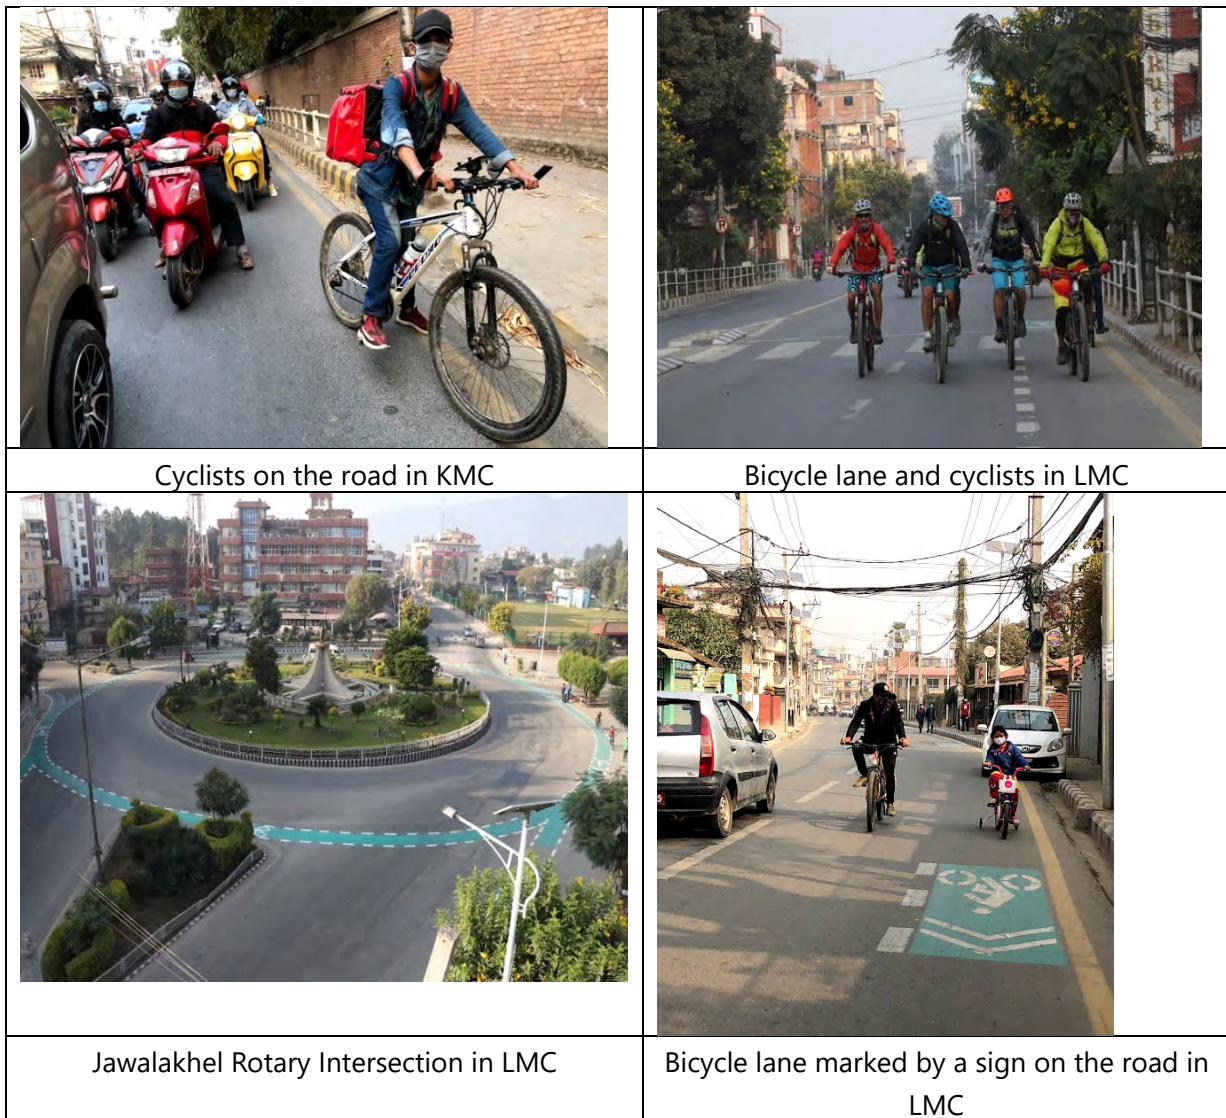 Cyclists on the road in KMC
Bicycle lane and cyclists in LMC
Jawalakhel Rotary Intersection in LMC
Bicycle lane marked by a sign on the road in
LMC